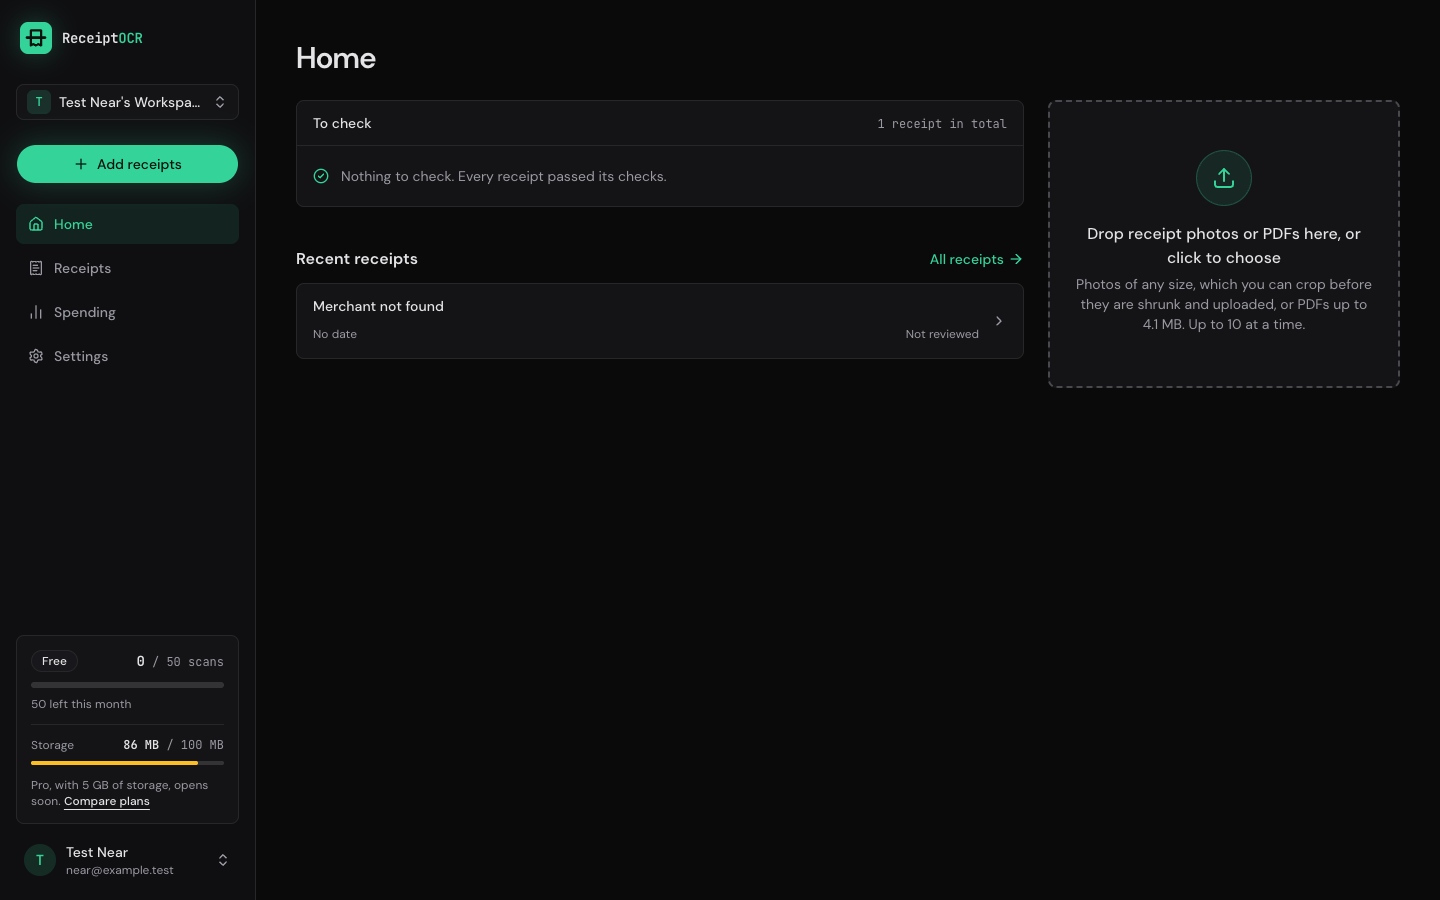 ReceiptOCR
T
Test Near's Workspa...
Add receipts
Home
Receipts
Spending
Settings
Free
0 / 50 scans
50 left this month
Storage
86 MB / 100 MB
Pro, with 5 GB of storage, opens
soon. Compare plans
T
Test Near
near@example.test
Home
To check
1 receipt in total
Nothing to check. Every receipt passed its checks.
Recent receipts
All receipts
Merchant not found
No date
Not reviewed
Drop receipt photos or PDFs here, or
click to choose
Photos of any size, which you can crop before
they are shrunk and uploaded, or PDFs up to
4.1 MB. Up to 10 at a time.